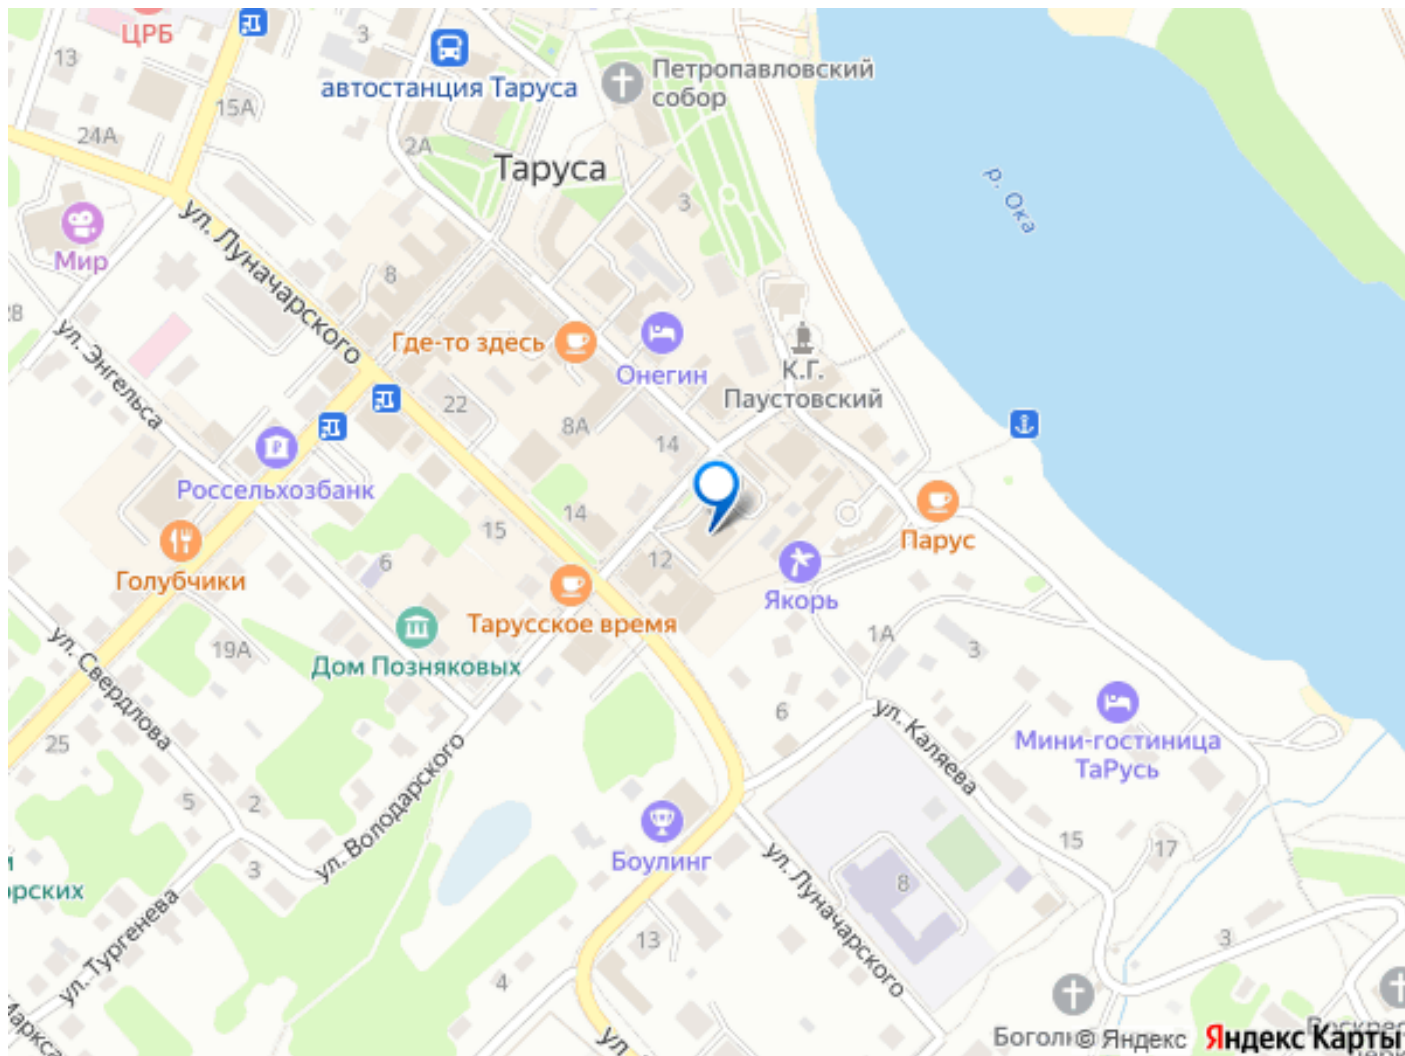 ЦРБ
3
13
автостанция Таруса
Петропавловский
собор
15А
24А
2А
Таруса
р. Ока
3
Мир
ул. Луначарского
8
28
ул. Энгельса
Где-то здесь
Онегин
К.Г.
Паустовский
22
8А
14
Россельхозбанк
14
15
Парус
Голубчики
6
12
Якорь
Тарусское время
19А
Дом Позняковых
1А
3
ул. Свердлова
6
ул. Каляева
Мини-гостиница
ТаРусь
25
5
2
ул. Володарского
Боулинг
15
17
3
ул. Луначарского
8
ул. Тургенева
13
3
4
© Яндекс
Яндекс Карты